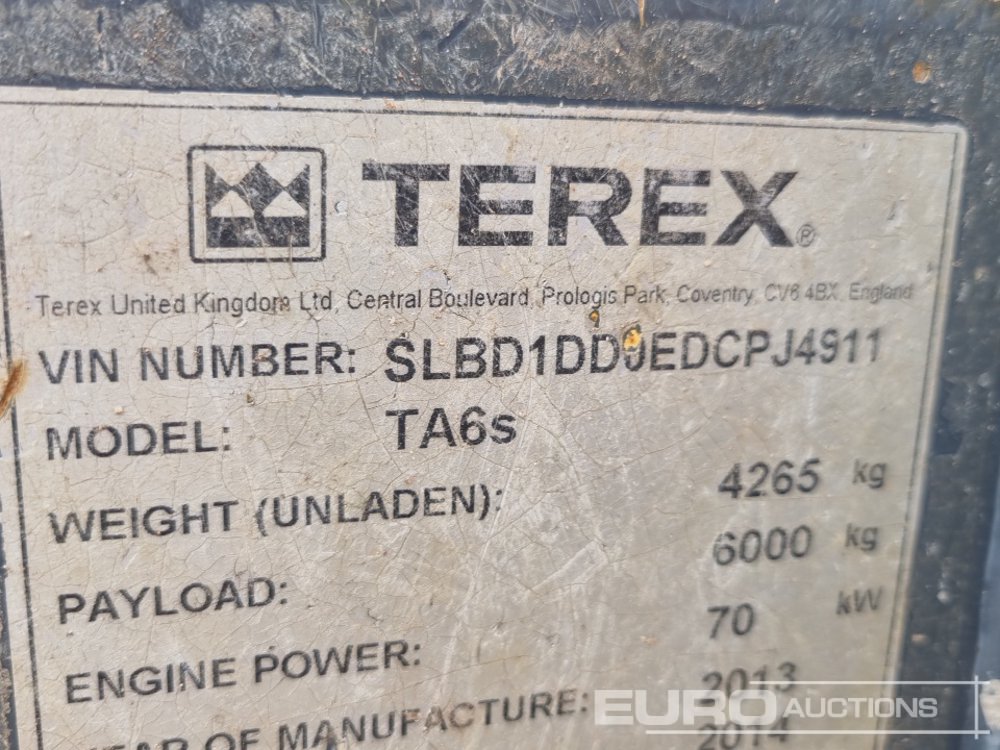 TEREX®
Terex United Kingdom Ltd, Central Boulevard, Prologis Park, Coventry, CV6 4BX, England
VIN NUMBER: SLBD1DD0EDCPJ4911
MODEL: TA6s
WEIGHT (UNLADEN): 4265 kg
PAYLOAD: 6000 kg
ENGINE POWER: 70 kW
YEAR OF MANUFACTURE: 2013
2014
EURO AUCTIONS